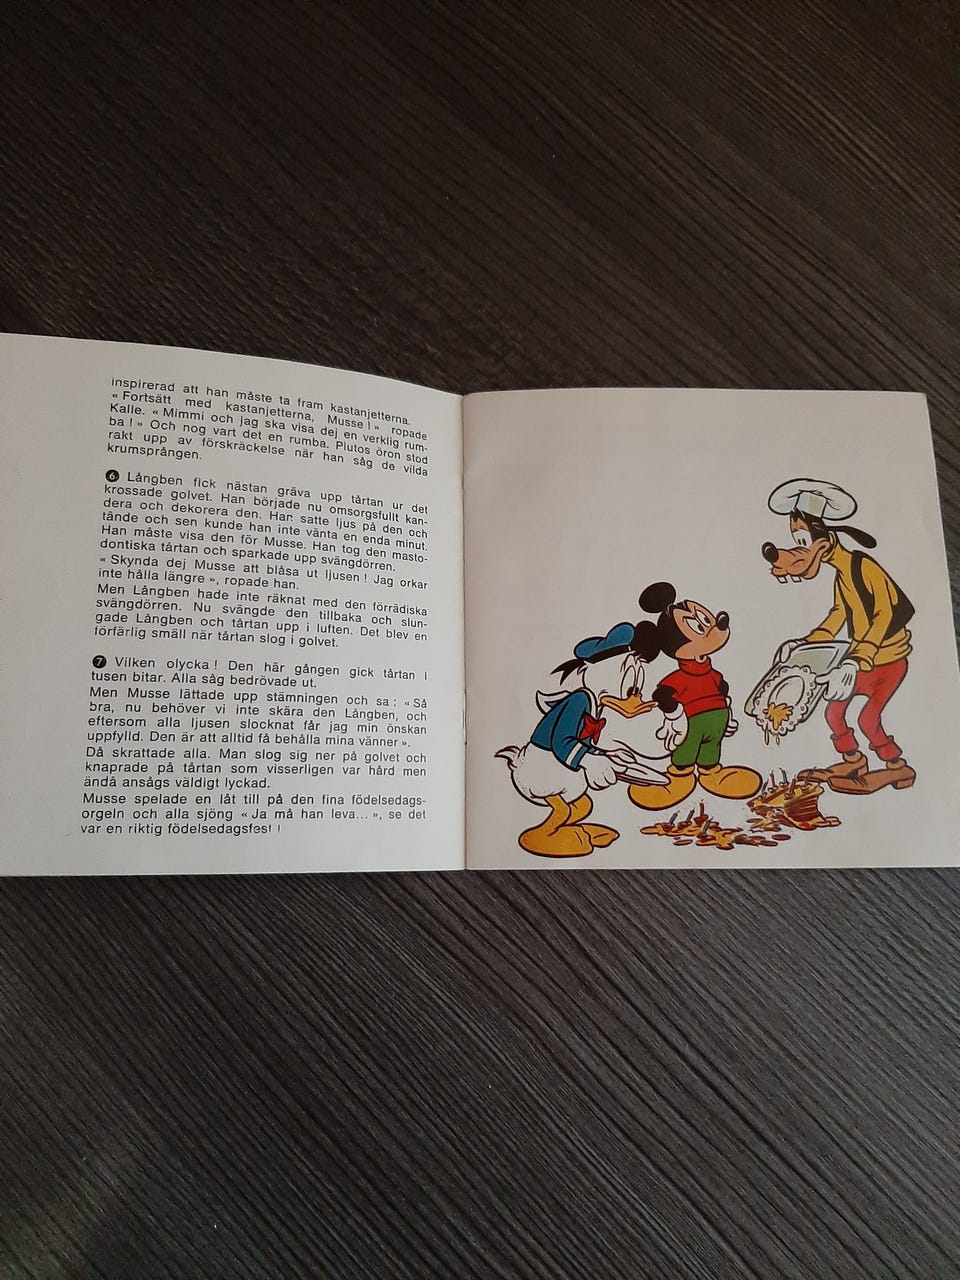 inspirerad att han måste ta fram kastanjetterna.
« Fortsätt med kastanjetterna, Musse ! » ropade
Kalle. « Mimmi och jag ska visa dej en verklig rum-
ba ! » Och nog vart det en rumba. Plutos öron stod
rakt upp av förskräckelse när han såg de vilda
krumsprången.
6 Långben fick nästan gräva upp tårtan ur det
krossade golvet. Han började nu omsorgsfullt kan-
dera och dekorera den. Han satte ljus på den och
tände och sen kunde han inte vänta en enda minut.
Han måste visa den för Musse. Han tog den masto-
dontiska tårtan och sparkade upp svängdörren.
« Skynda dej Musse att blåsa ut ljusen ! Jag orkar
inte hålla längre », ropade han.
Men Långben hade inte räknat med den förrädiska
svängdörren. Nu svängde den tillbaka och slun-
gade Långben och tårtan upp i luften. Det blev en
förfärlig smäll när tårtan slog i golvet.
7 Vilken olycka ! Den här gången gick tårtan i
tusen bitar. Alla såg bedrövade ut.
Men Musse lättade upp stämningen och sa : « Så
bra, nu behöver vi inte skära den Långben, och
eftersom alla ljusen slocknat får jag min önskan
uppfylld. Den är att alltid få behålla mina vänner ».
Då skrattade alla. Man slog sig ner på golvet och
knaprade på tårtan som visserligen var hård men
ändå ansågs väldigt lyckad.
Musse spelade en låt till på den fina födelsedags-
orgeln och alla sjöng « Ja må han leva... », se det
var en riktig födelsedagsfest !